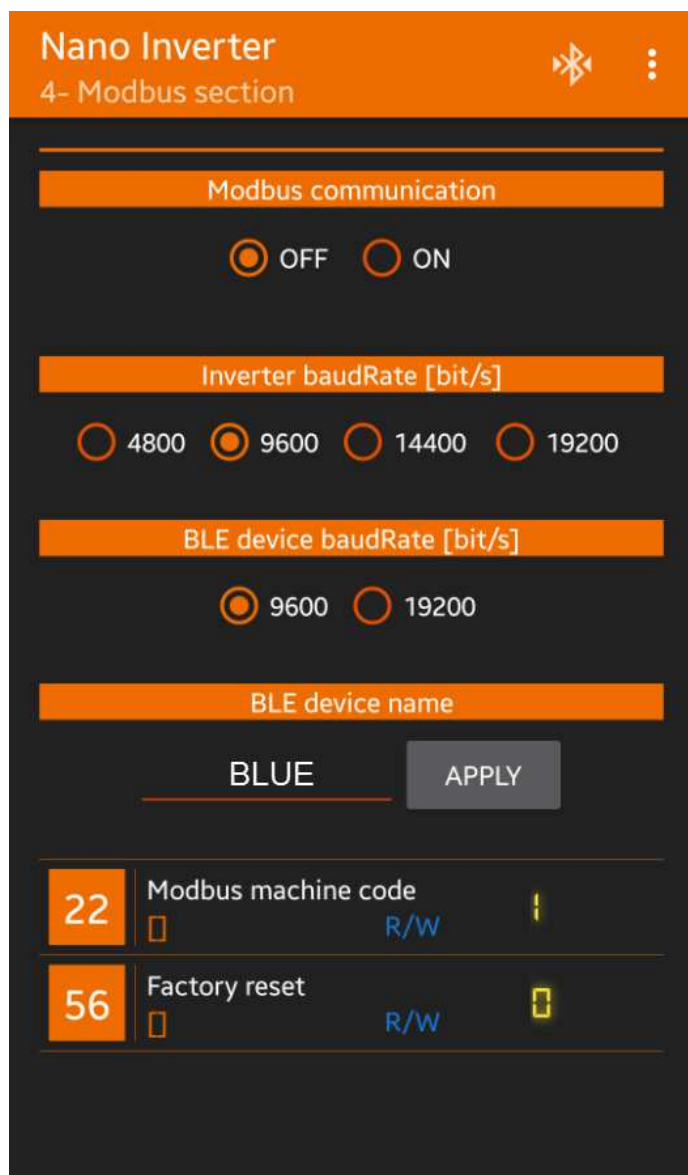 Nano Inverter
4- Modbus section
Modbus communication
OFF ON
Inverter baudRate [bit/s]
4800 9600 14400 19200
BLE device baudRate [bit/s]
9600 19200
BLE device name
BLUE APPLY
22 Modbus machine code 1
[] R/W
56 Factory reset 0
[] R/W